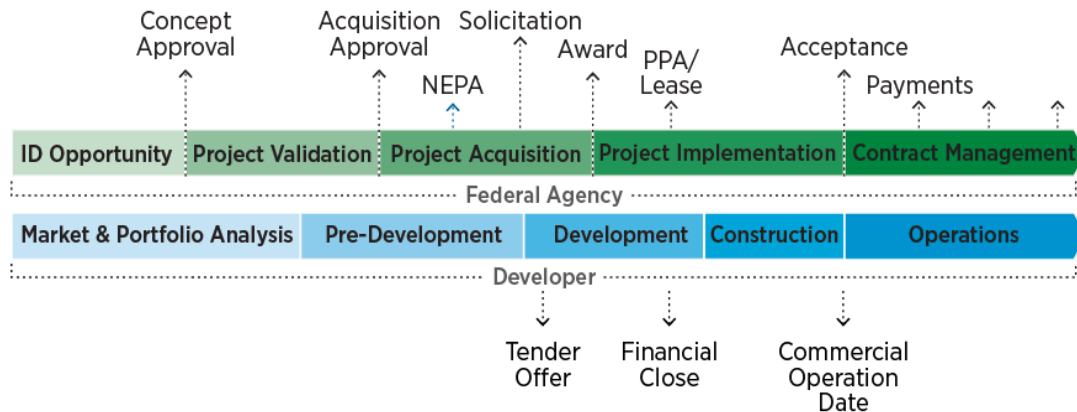 Concept
Approval
Acquisition
Approval
Solicitation
NEPA
Award
PPA/
Lease
Acceptance
Payments
ID Opportunity
Project Validation
Project Acquisition
Project Implementation
Contract Management
Federal Agency
Market & Portfolio Analysis
Pre-Development
Development
Construction
Operations
Developer
Tender
Offer
Financial
Close
Commercial
Operation
Date